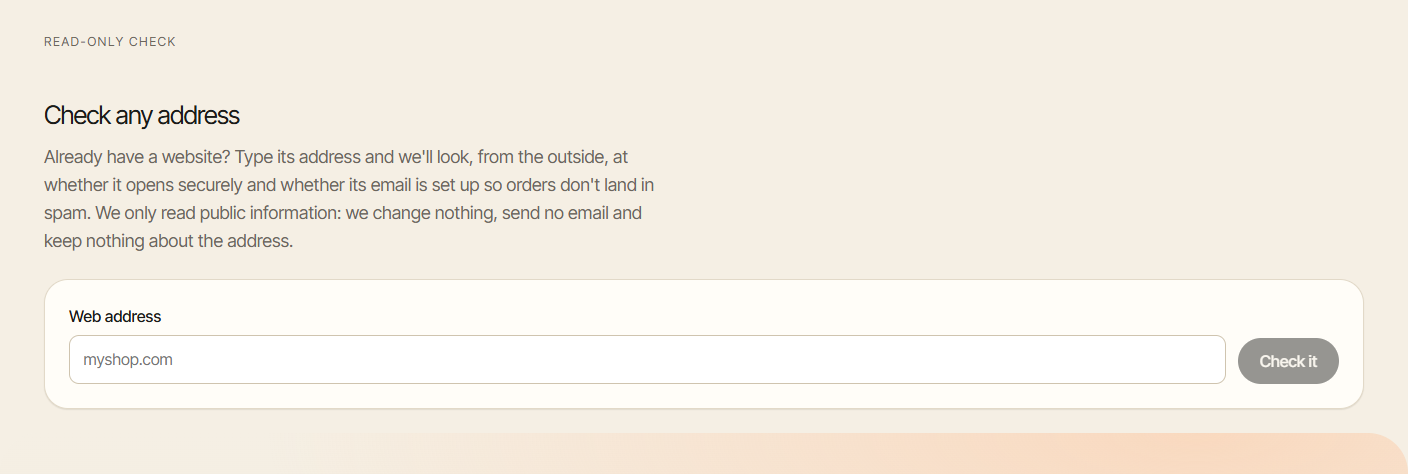 READ-ONLY CHECK
Check any address
Already have a website? Type its address and we'll look, from the outside, at
whether it opens securely and whether its email is set up so orders don't land in
spam. We only read public information: we change nothing, send no email and
keep nothing about the address.
Web address
myshop.com
Check it